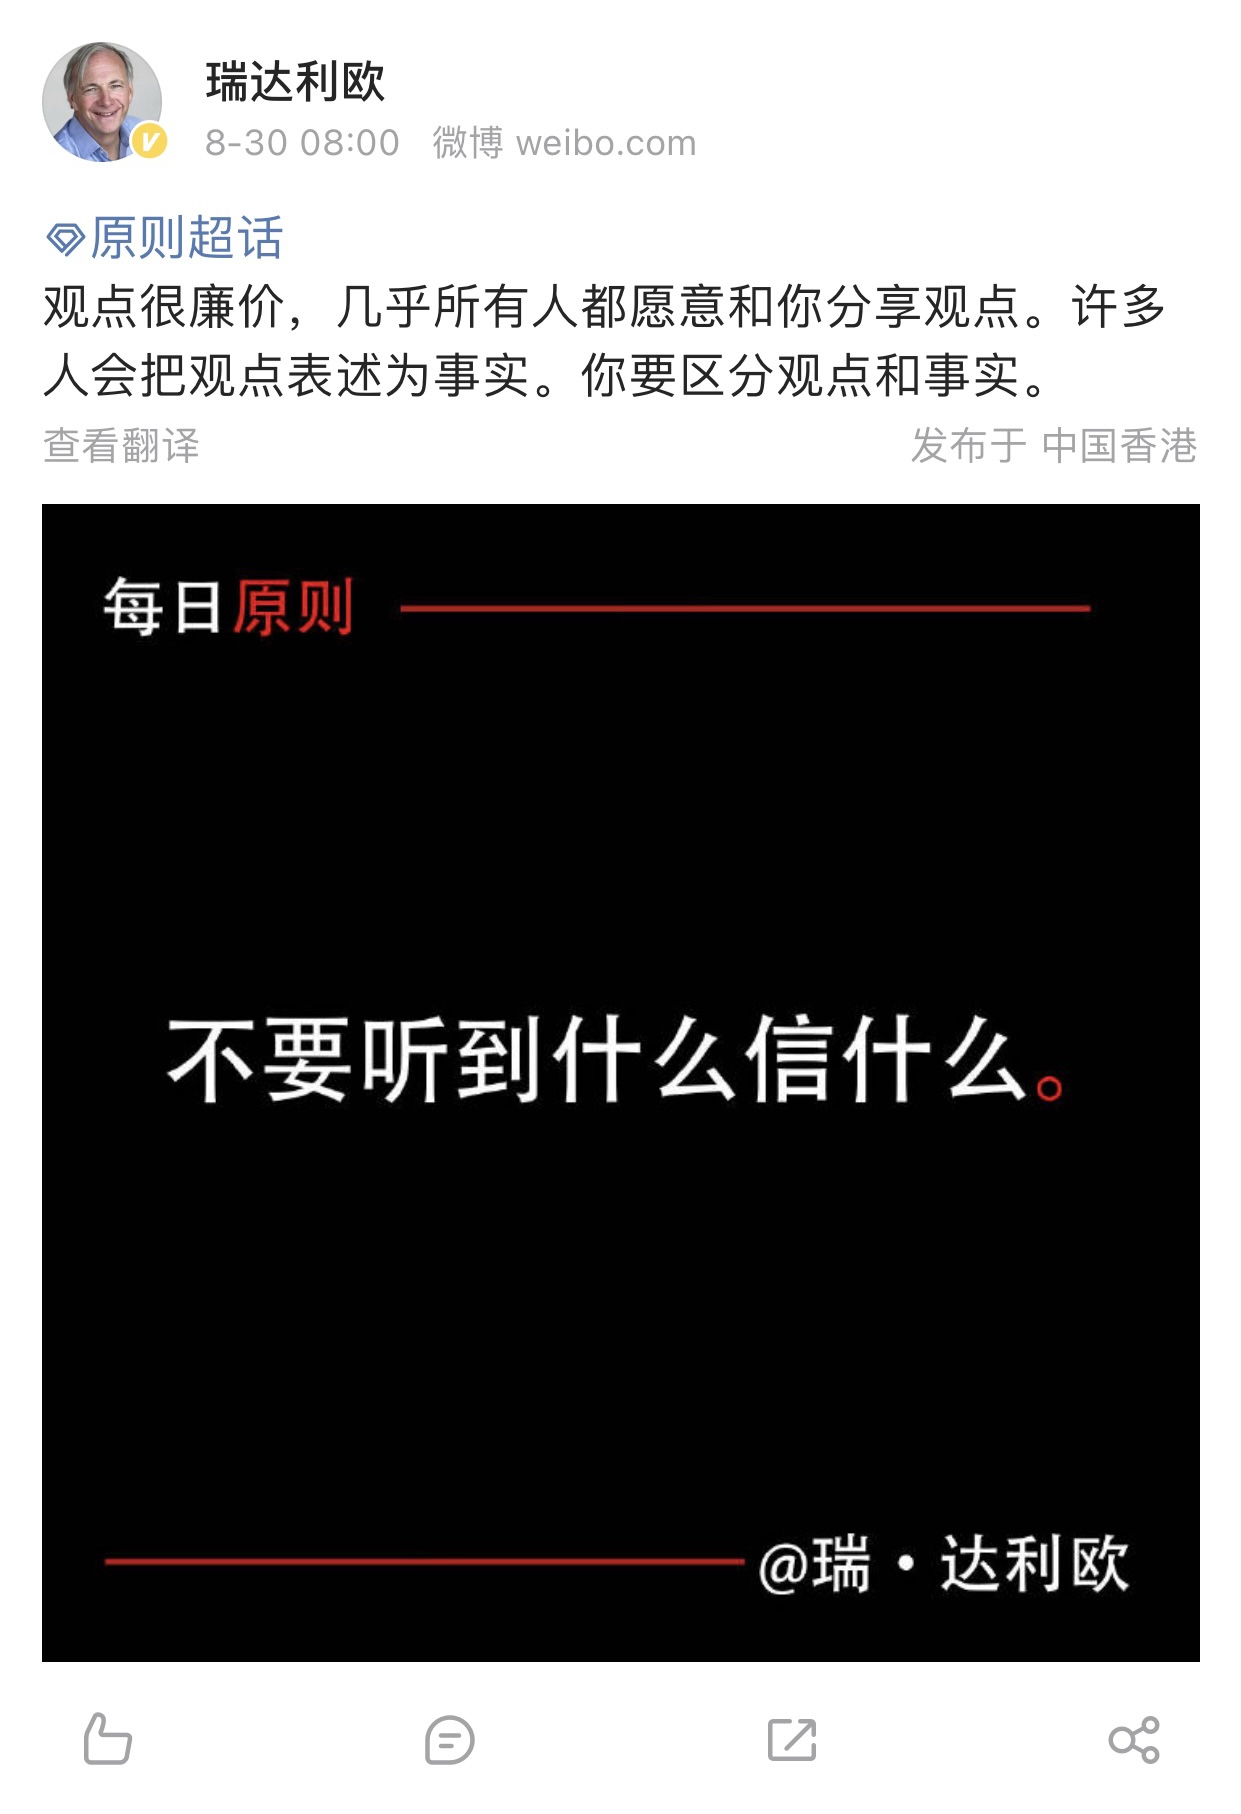 瑞达利欧
8-30 08:00 微博 weibo.com
原则超话
观点很廉价，几乎所有人都愿意和你分享观点。许多
人会把观点表述为事实。你要区分观点和事实。
查看翻译 发布于 中国香港
每日原则
不要听到什么信什么。
@瑞·达利欧